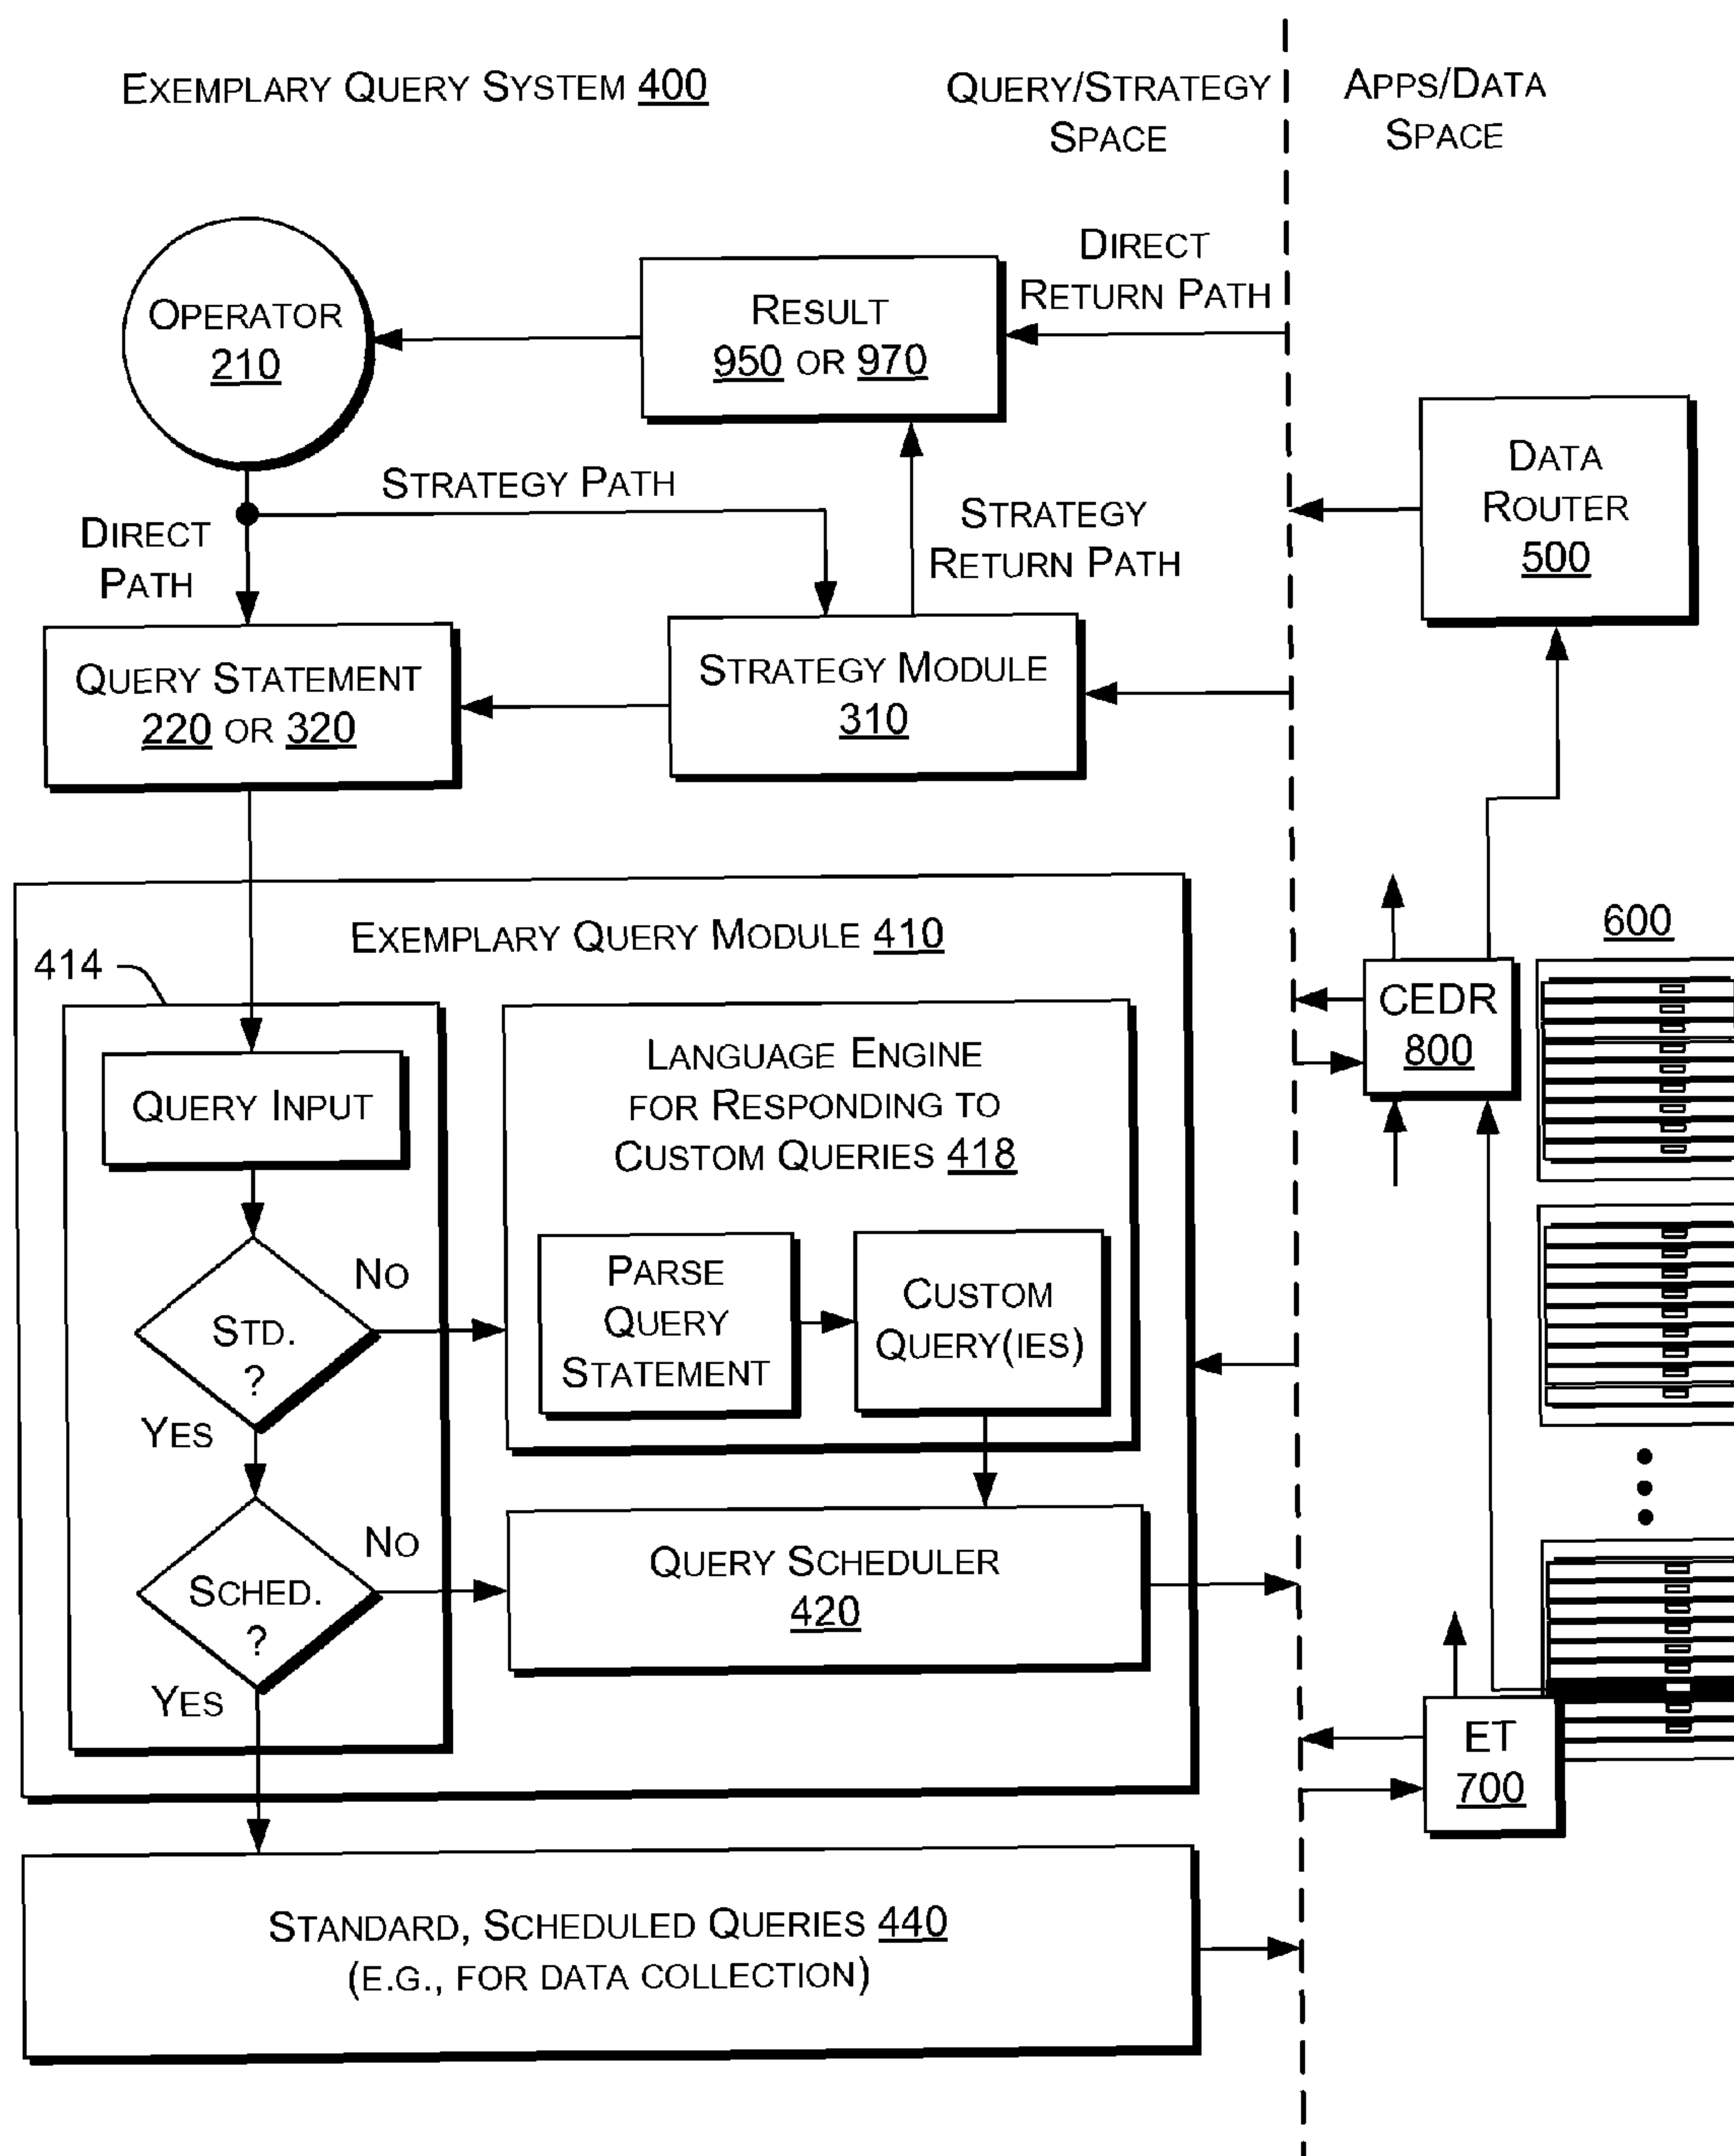 EXEMPLARY QUERY SYSTEM 400
QUERY/STRATEGY
SPACE
APPS/DATA
SPACE
OPERATOR
210
RESULT
950 OR 970
DIRECT
RETURN PATH
DATA
ROUTER
500
STRATEGY PATH
DIRECT
PATH
STRATEGY
RETURN PATH
QUERY STATEMENT
220 OR 320
STRATEGY MODULE
310
EXEMPLARY QUERY MODULE 410
414
600
CEDR
800
QUERY INPUT
LANGUAGE ENGINE
FOR RESPONDING TO
CUSTOM QUERIES 418
STD.
?
NO
YES
PARSE
QUERY
STATEMENT
CUSTOM
QUERY(IES)
SCHED.
?
NO
YES
QUERY SCHEDULER
420
ET
700
STANDARD, SCHEDULED QUERIES 440
(E.G., FOR DATA COLLECTION)